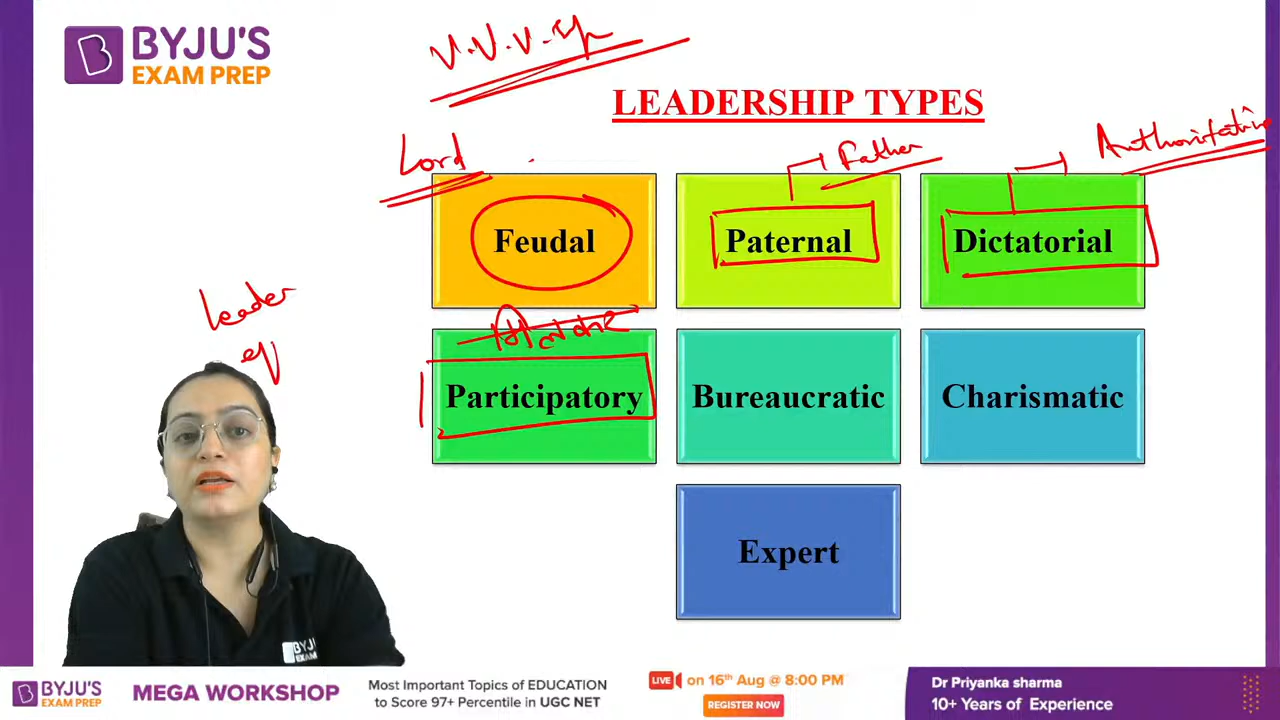 BYJU'S
EXAM PREP
LEADERSHIP TYPES
Lord
Father
Authoritative
Feudal
Paternal
Dictatorial
Leader
Participatory
Bureaucratic
Charismatic
Expert
BYJU'S
BYJU'S
EXAM PREP
MEGA WORKSHOP
Most Important Topics of EDUCATION
to Score 97+ Percentile in UGC NET
LIVE on 16th Aug @ 8:00 PM
REGISTER NOW
Dr Priyanka sharma
10+ Years of Experience